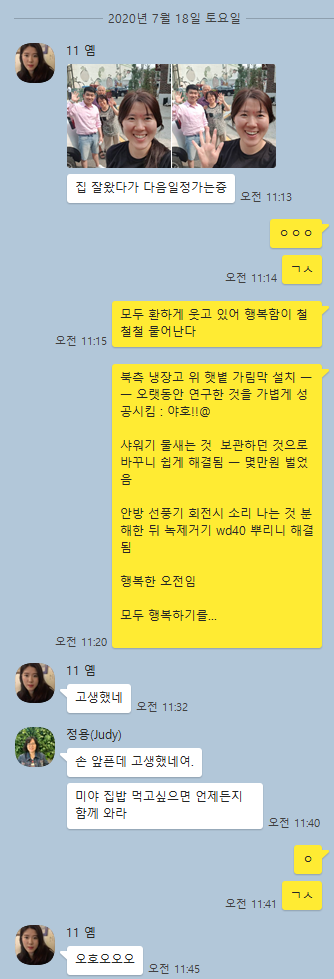 2020년 7월 18일 토요일
11 옘
집 잘왔다가 다음일정가는중
오전 11:13
ㅇㅇㅇ
ㄱㅅ
오전 11:14
모두 환하게 웃고 있어 행복함이 철
철철 뭍어난다
오전 11:15
북측 냉장고 위 햇볕 가림막 설치 ㅡ
ㅡ 오랫동안 연구한 것을 가볍게 성
공시킴 : 야호!!@
샤워기 물새는 것  보관하던 것으로
바꾸니 쉽게 해결됨 ㅡ 몇만원 벌었
음
안방 선풍기 회전시 소리 나는 것 분
해한 뒤 녹제거기 wd40 뿌리니 해결
됨
행복한 오전임
모두 행복하기를...
오전 11:20
11 옘
고생했네
오전 11:32
정용(Judy)
손 앞픈데 고생했네여.
미야 집밥 먹고싶으면 언제든지
함께 와라
오전 11:40
ㅇ
ㄱㅅ
오전 11:41
11 옘
오호오오오
오전 11:45